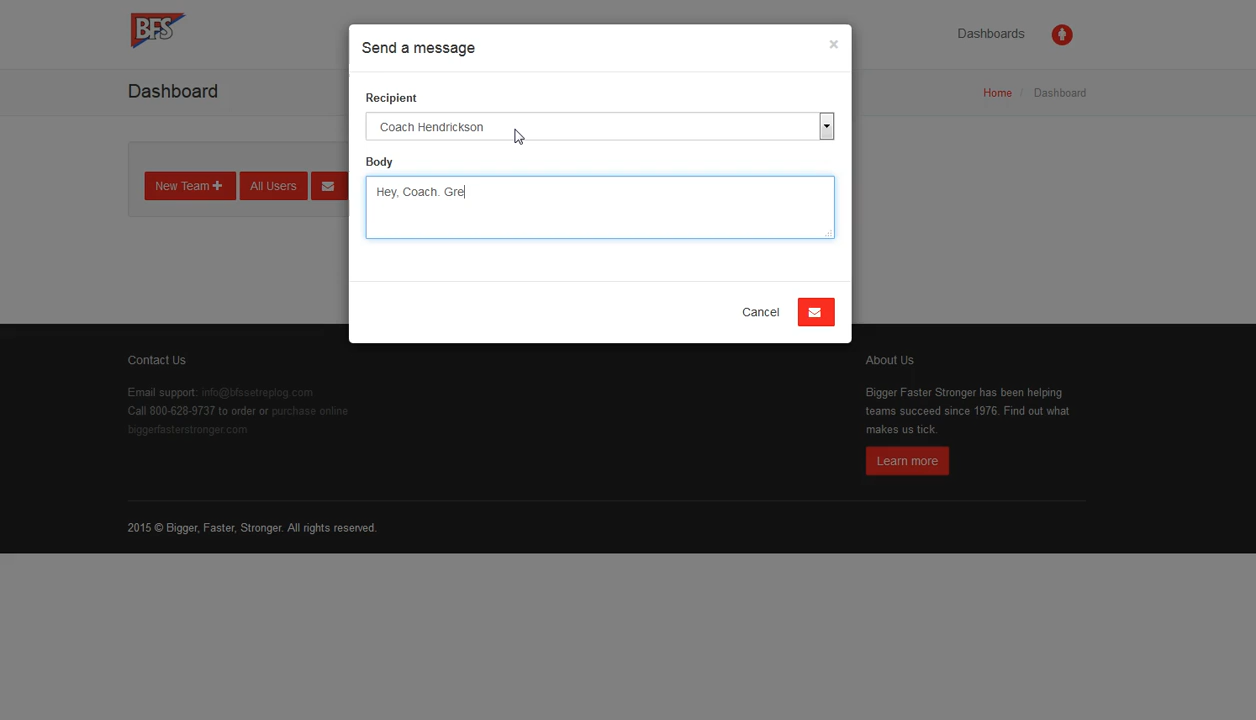 BFS
Dashboards
Dashboard
Home / Dashboard
New Team
All Users
Send a message
×
Recipient
Coach Hendrickson
Body
Hey, Coach. Gre
Cancel
Contact Us
Email support: info@bfssetreplog.com
Call 800-628-9737 to order or purchase online
biggerfasterstronger.com
About Us
Bigger Faster Stronger has been helping
teams succeed since 1976. Find out what
makes us tick.
Learn more
2015 © Bigger, Faster, Stronger. All rights reserved.